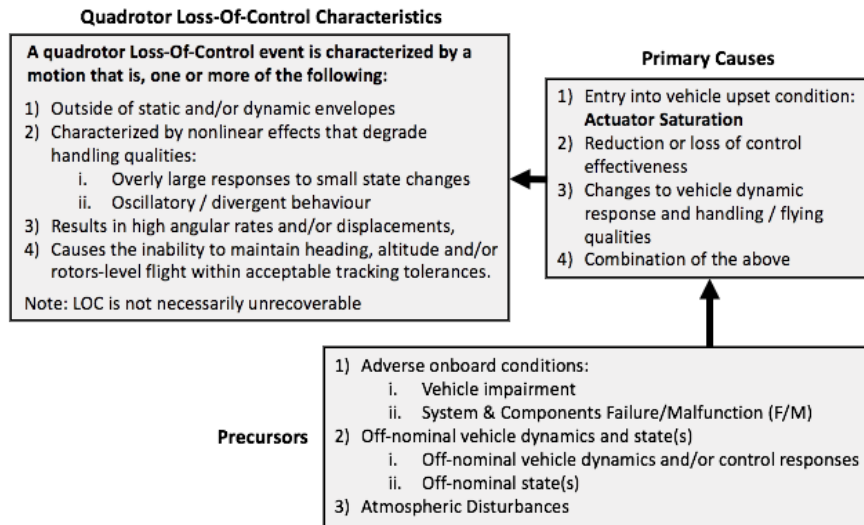 Quadrotor Loss-Of-Control Characteristics
A quadrotor Loss-Of-Control event is characterized by a
motion that is, one or more of the following:
1) Outside of static and/or dynamic envelopes
2) Characterized by nonlinear effects that degrade
handling qualities:
i. Overly large responses to small state changes
ii. Oscillatory / divergent behaviour
3) Results in high angular rates and/or displacements,
4) Causes the inability to maintain heading, altitude and/or
rotors-level flight within acceptable tracking tolerances.
Note: LOC is not necessarily unrecoverable
Primary Causes
1) Entry into vehicle upset condition:
Actuator Saturation
2) Reduction or loss of control
effectiveness
3) Changes to vehicle dynamic
response and handling / flying
qualities
4) Combination of the above
Precursors
1) Adverse onboard conditions:
i. Vehicle impairment
ii. System & Components Failure/Malfunction (F/M)
2) Off-nominal vehicle dynamics and state(s)
i. Off-nominal vehicle dynamics and/or control responses
ii. Off-nominal state(s)
3) Atmospheric Disturbances